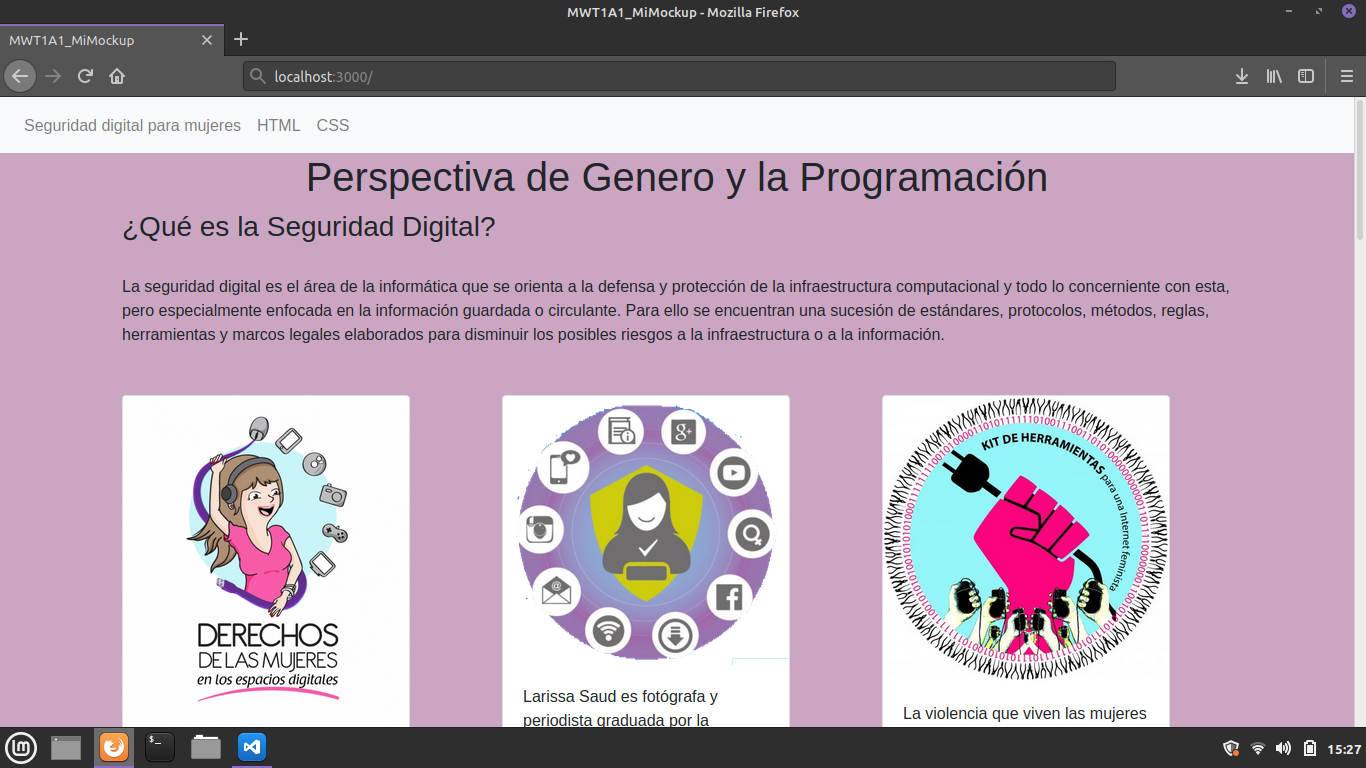 MWT1A1_MiMockup - Mozilla Firefox
MWT1A1_MiMockup
localhost:3000/
Seguridad digital para mujeres HTML CSS
Perspectiva de Genero y la Programación
¿Qué es la Seguridad Digital?
La seguridad digital es el área de la informática que se orienta a la defensa y protección de la infraestructura computacional y todo lo concerniente con esta,
pero especialmente enfocada en la información guardada o circulante. Para ello se encuentran una sucesión de estándares, protocolos, métodos, reglas,
herramientas y marcos legales elaborados para disminuir los posibles riesgos a la infraestructura o a la información.
DERECHOS
DE LAS MUJERES
en los espacios digitales
Larissa Saud es fotógrafa y
periodista graduada por la
KIT DE HERRAMIENTAS para una Internet feminista
La violencia que viven las mujeres
15:27